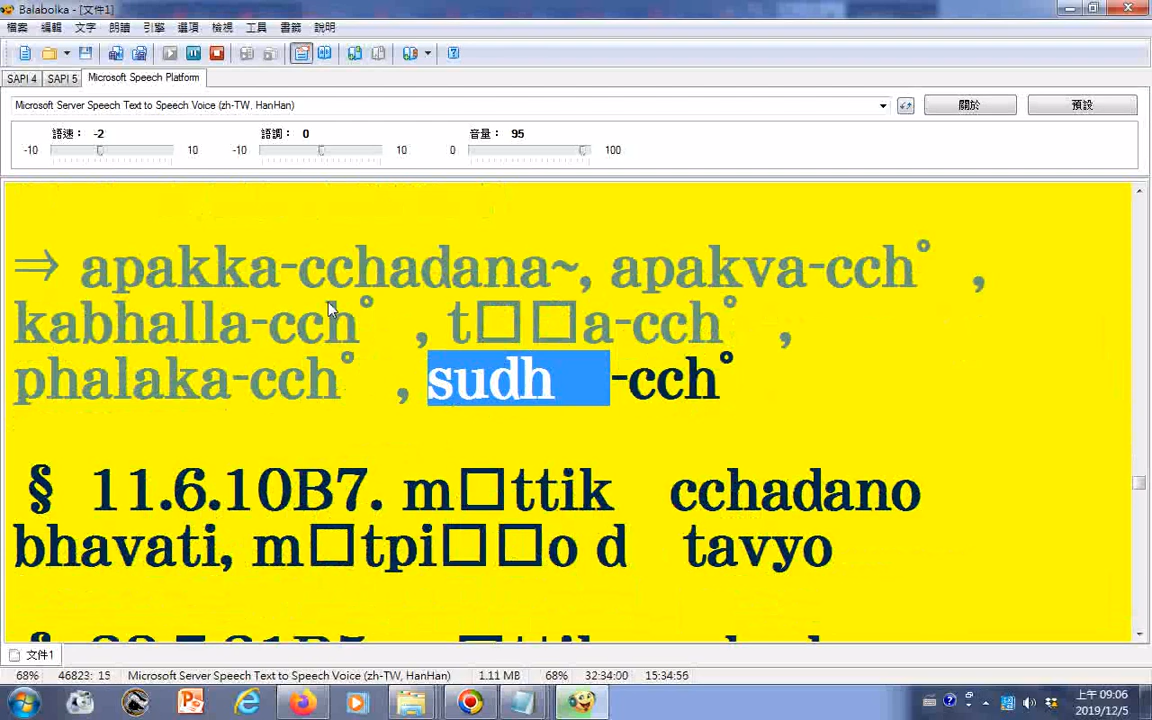 Balabolka - [文件1]
檔案 編輯 文字 朗讀 引擎 選項 檢視 工具 書籤 說明
SAPI 4 SAPI 5 Microsoft Speech Platform
Microsoft Server Speech Text to Speech Voice (zh-TW, HanHan) 關於 預設
語速： -2 語調： 0 音量： 95
-10 10 -10 10 0 100
⇒ apakka-cchadana~, apakva-cch° ,
kabhalla-cch° , t□□a-cch° ,
phalaka-cch° , sudh -cch°
§ 11.6.10B7. m□ttik cchadano
bhavati, m□tpi□□o d tavyo
文件1
68% 46823: 15 Microsoft Server Speech Text to Speech Voice (zh-TW, HanHan) 1.11 MB 68% 32:34:00 15:34:56
上午 09:06
2019/12/5